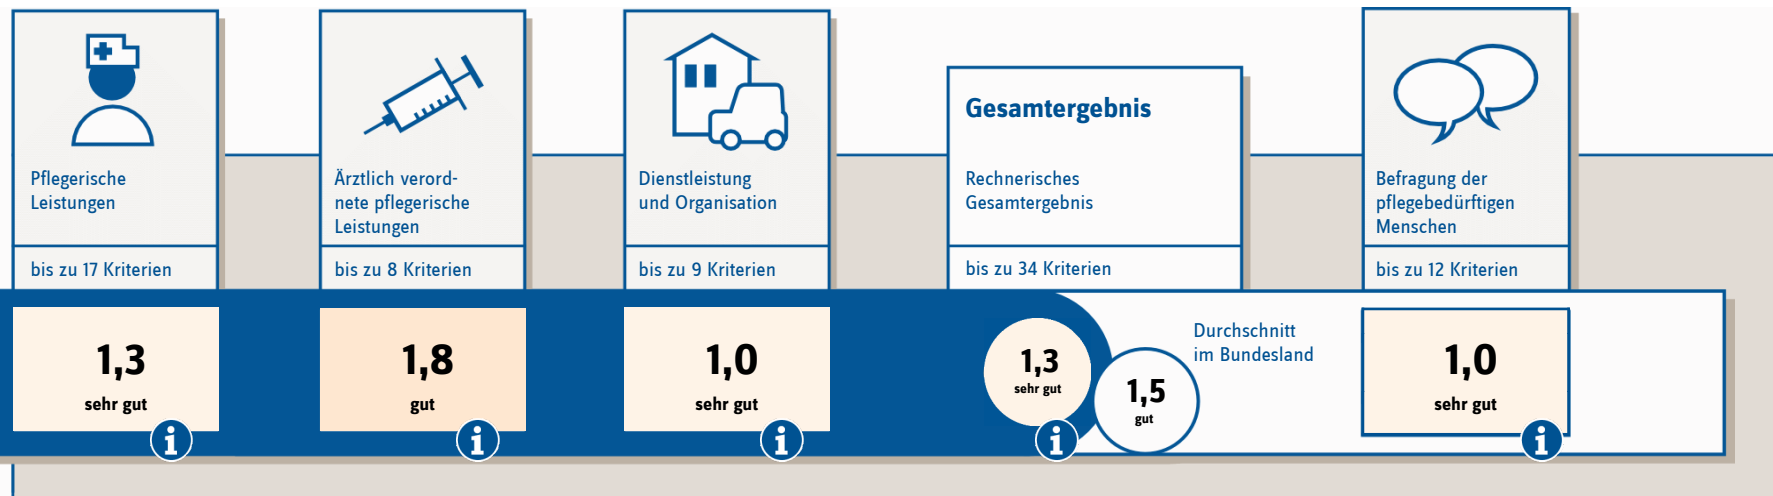 Pflegerische
Leistungen
bis zu 17 Kriterien
1,3
sehr gut
i
Ärztlich verord-
nete pflegerische
Leistungen
bis zu 8 Kriterien
1,8
gut
i
Dienstleistung
und Organisation
bis zu 9 Kriterien
1,0
sehr gut
i
Gesamtergebnis
Rechnerisches
Gesamtergebnis
bis zu 34 Kriterien
1,3
sehr gut
i
Durchschnitt
im Bundesland
1,5
gut
Befragung der
pflegebedürftigen
Menschen
bis zu 12 Kriterien
1,0
sehr gut
i